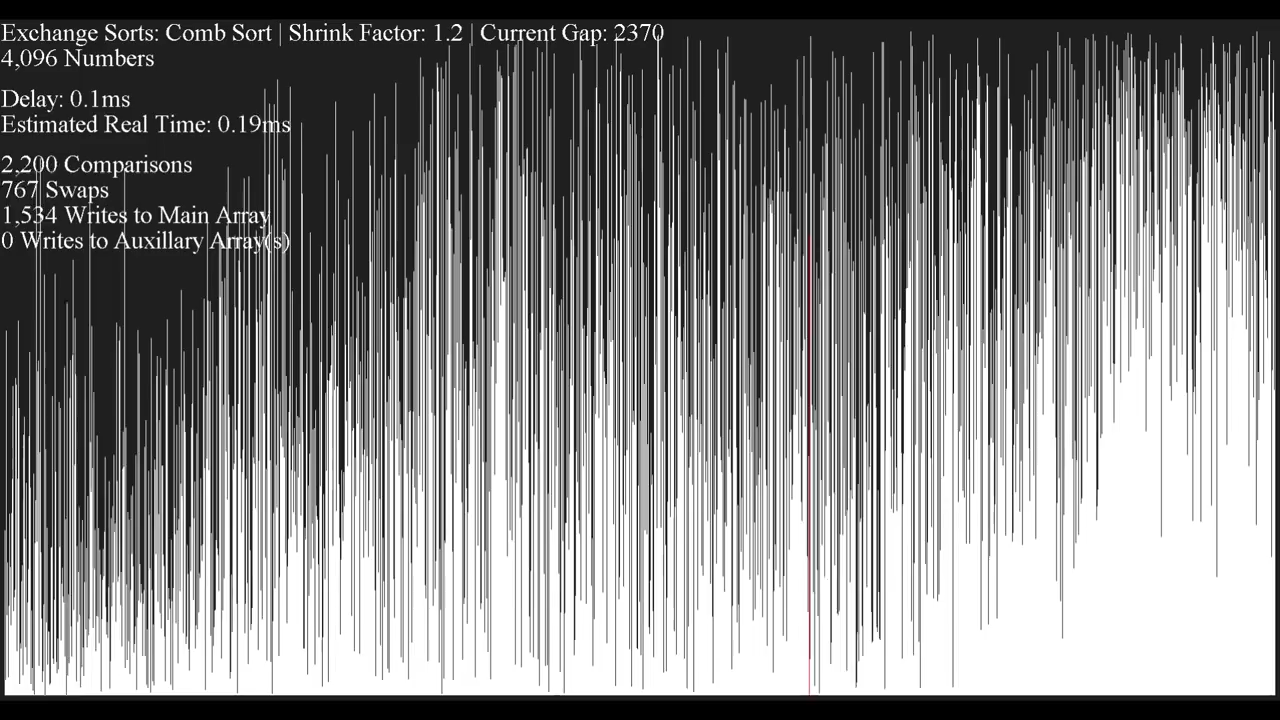 Exchange Sorts: Comb Sort | Shrink Factor: 1.2 | Current Gap: 2370
4,096 Numbers
Delay: 0.1ms
Estimated Real Time: 0.19ms
2,200 Comparisons
767 Swaps
1,534 Writes to Main Array
0 Writes to Auxillary Array(s)